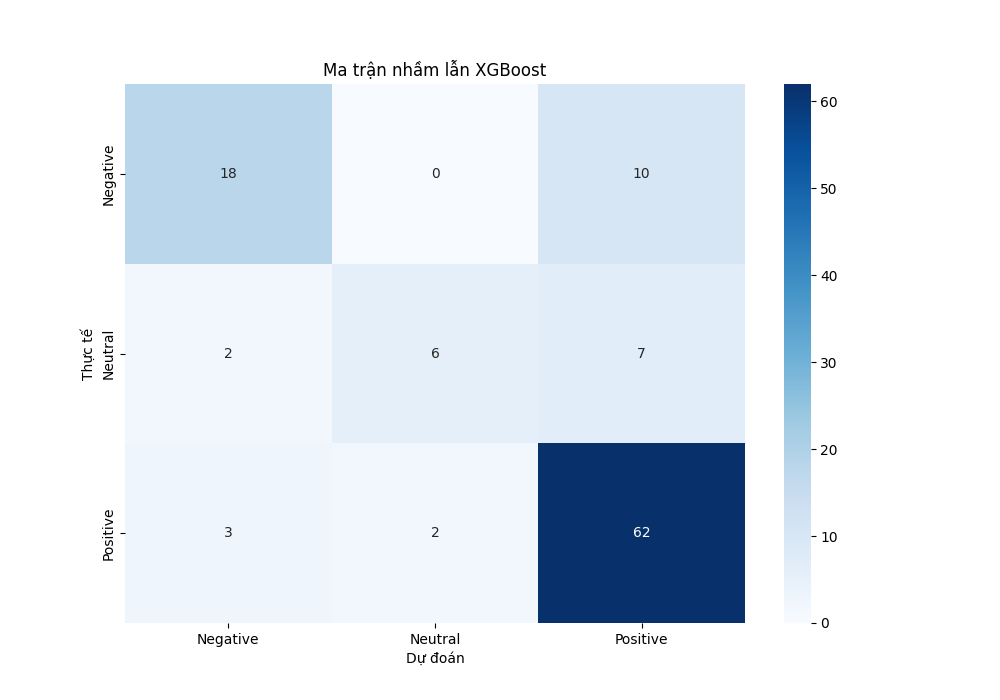 Ma trận nhầm lẫn XGBoost
Thực tế
Negative
18 0 10
Neutral
2 6 7
Positive
3 2 62
Negative Neutral Positive
Dự đoán
60
50
40
30
20
10
0